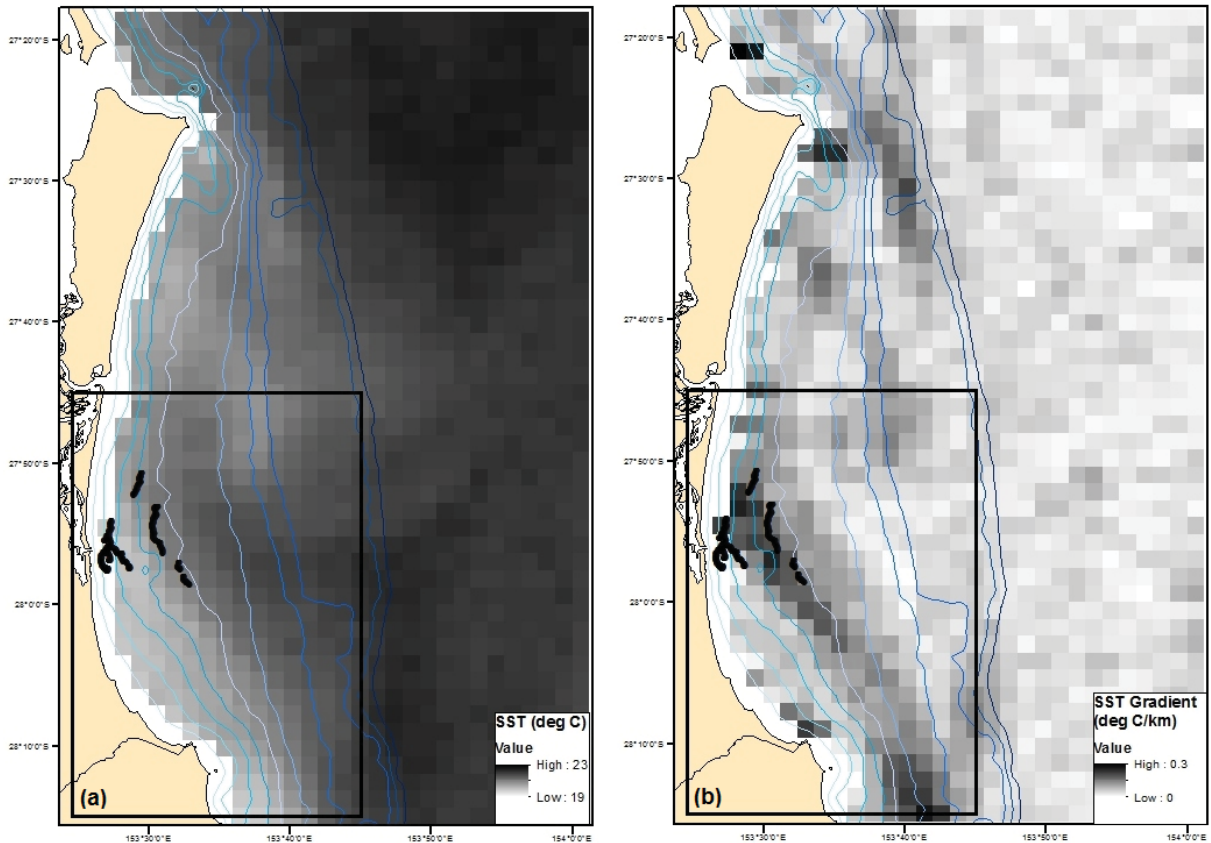 27°20'0"S
27°30'0"S
27°40'0"S
27°50'0"S
28°0'0"S
28°10'0"S
SST (deg C)
Value
High : 23
Low : 19
(a)
153°30'0"E
153°40'0"E
153°50'0"E
154°0'0"E
27°20'0"S
27°30'0"S
27°40'0"S
27°50'0"S
28°0'0"S
28°10'0"S
SST Gradient
(deg C/km)
Value
High : 0.3
Low : 0
(b)
153°30'0"E
153°40'0"E
153°50'0"E
154°0'0"E